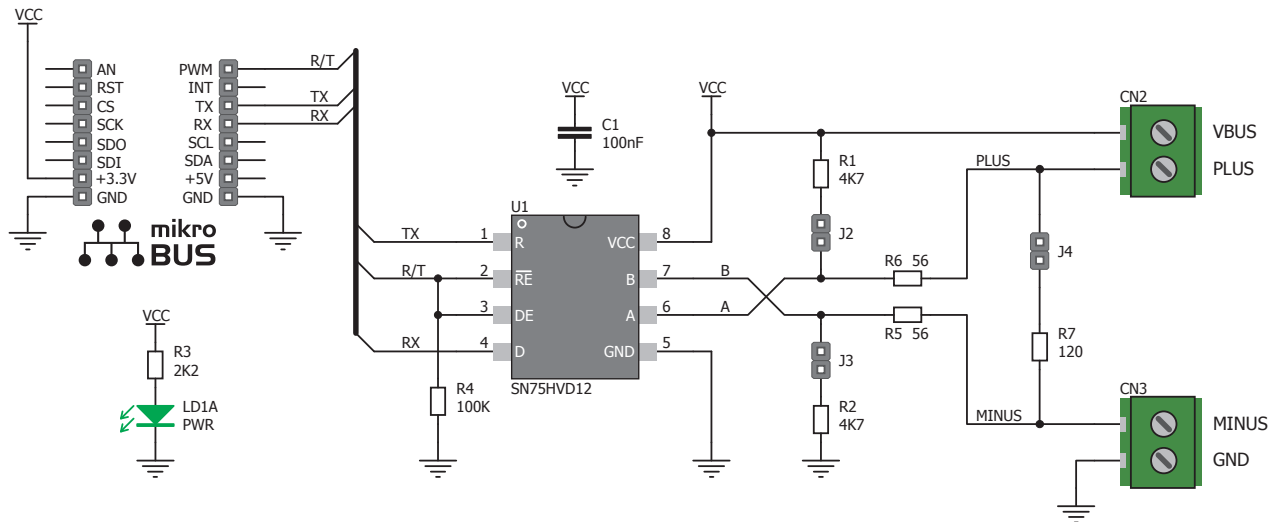 VCC
AN
RST
CS
SCK
SDO
SDI
+3.3V
GND
PWM
INT
TX
RX
SCL
SDA
+5V
GND
R/T
TX
RX
mikro
BUS
VCC
C1
100nF
VCC
CN2
VBUS
PLUS
R1
4K7
PLUS
J2
J4
U1
TX 1 R
VCC 8
R/T 2 RE
B 7 B
3 DE
A 6 A
RX 4 D
GND 5
SN75HVD12
R6 56
R5 56
R7
120
J3
R4
100K
R2
4K7
VCC
R3
2K2
LD1A
PWR
CN3
MINUS
MINUS
GND